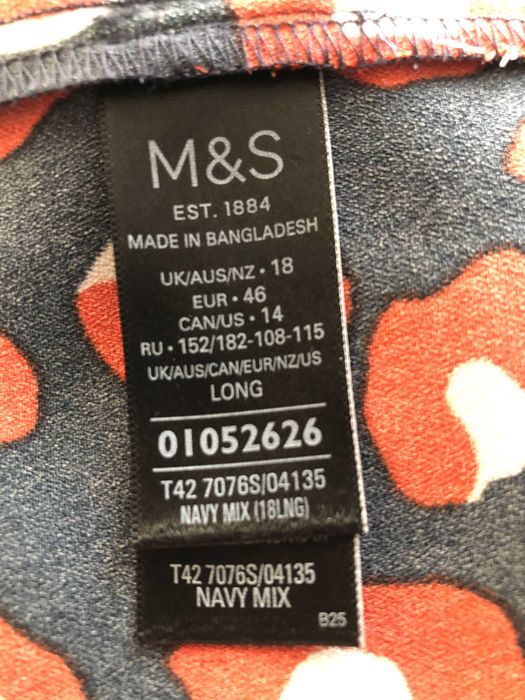 M&S
EST. 1884
MADE IN BANGLADESH
UK/AUS/NZ • 18
EUR • 46
CAN/US • 14
RU • 152/182-108-115
UK/AUS/CAN/EUR/NZ/US
LONG
01052626
T42 7076S/04135
NAVY MIX (18LNG)
T42 7076S/04135
NAVY MIX
B25